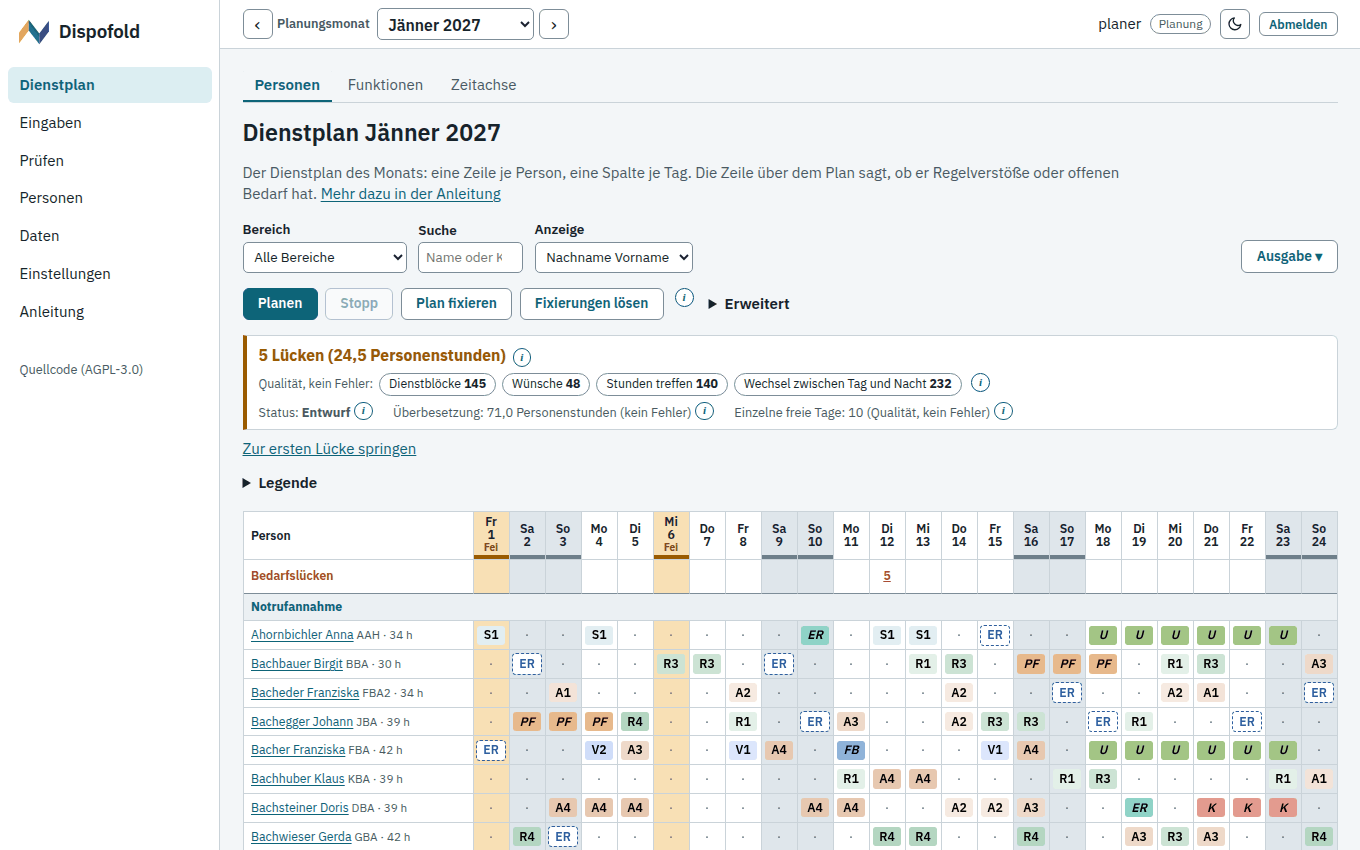 Dispofold
‹ Planungsmonat Jänner 2027 ›
planer Planung Abmelden
Dienstplan
Eingaben
Prüfen
Personen
Daten
Einstellungen
Anleitung
Quellcode (AGPL-3.0)
Personen Funktionen Zeitachse
Dienstplan Jänner 2027
Der Dienstplan des Monats: eine Zeile je Person, eine Spalte je Tag. Die Zeile über dem Plan sagt, ob er Regelverstöße oder offenen
Bedarf hat. Mehr dazu in der Anleitung
Bereich Suche Anzeige
Alle Bereiche Name oder K Nachname Vorname Ausgabe ▾
Planen Stopp Plan fixieren Fixierungen lösen i ▶ Erweitert
5 Lücken (24,5 Personenstunden) i
Qualität, kein Fehler: Dienstblöcke 145 Wünsche 48 Stunden treffen 140 Wechsel zwischen Tag und Nacht 232 i
Status: Entwurf i Überbesetzung: 71,0 Personenstunden (kein Fehler) i Einzelne freie Tage: 10 (Qualität, kein Fehler) i
Zur ersten Lücke springen
▶ Legende
Person Fr 1 Fei Sa 2 So 3 Mo 4 Di 5 Mi 6 Fei Do 7 Fr 8 Sa 9 So 10 Mo 11 Di 12 Mi 13 Do 14 Fr 15 Sa 16 So 17 Mo 18 Di 19 Mi 20 Do 21 Fr 22 Sa 23 So 24
Bedarfslücken 5
Notrufannahme
Ahornbichler Anna AAH · 34 h S1 · · S1 · · · · · ER · S1 S1 · ER · · U U U U U U ·
Bachbauer Birgit BBA · 30 h · ER · · · R3 R3 · ER · · · R1 R3 · PF PF PF · R1 R3 · · A3
Bacheder Franziska FBA2 · 34 h · · A1 · · · · A2 · · · · · A2 · · ER · · A2 A1 · · ER
Bachegger Johann JBA · 39 h · PF PF PF R4 · · R1 · ER A3 · · A2 R3 R3 · ER R1 · · ER · ·
Bacher Franziska FBA · 42 h ER · · V2 A3 · · V1 A4 · FB · · · V1 A4 · U U U U U U ·
Bachhuber Klaus KBA · 39 h · · · · · · · · · · R1 A4 A4 · · · R1 R3 · · · · R1 A1
Bachsteiner Doris DBA · 39 h · · A4 A4 A4 · · · · A4 A4 · · A2 A2 A3 · · ER · K K K ·
Bachwieser Gerda GBA · 42 h · R4 ER · · · · · · · · R4 R4 · · R4 · · A3 R3 A3 · · R4